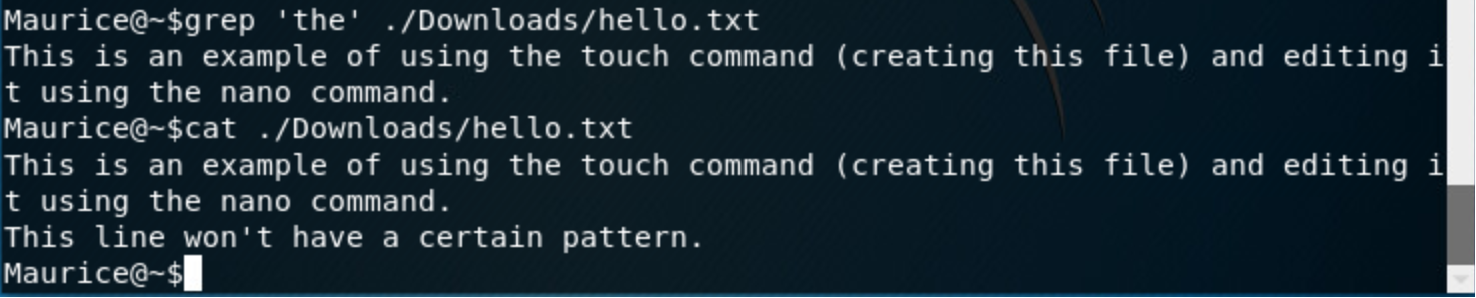 Maurice@~$grep 'the' ./Downloads/hello.txt
This is an example of using the touch command (creating this file) and editing i
t using the nano command.
Maurice@~$cat ./Downloads/hello.txt
This is an example of using the touch command (creating this file) and editing i
t using the nano command.
This line won't have a certain pattern.
Maurice@~$